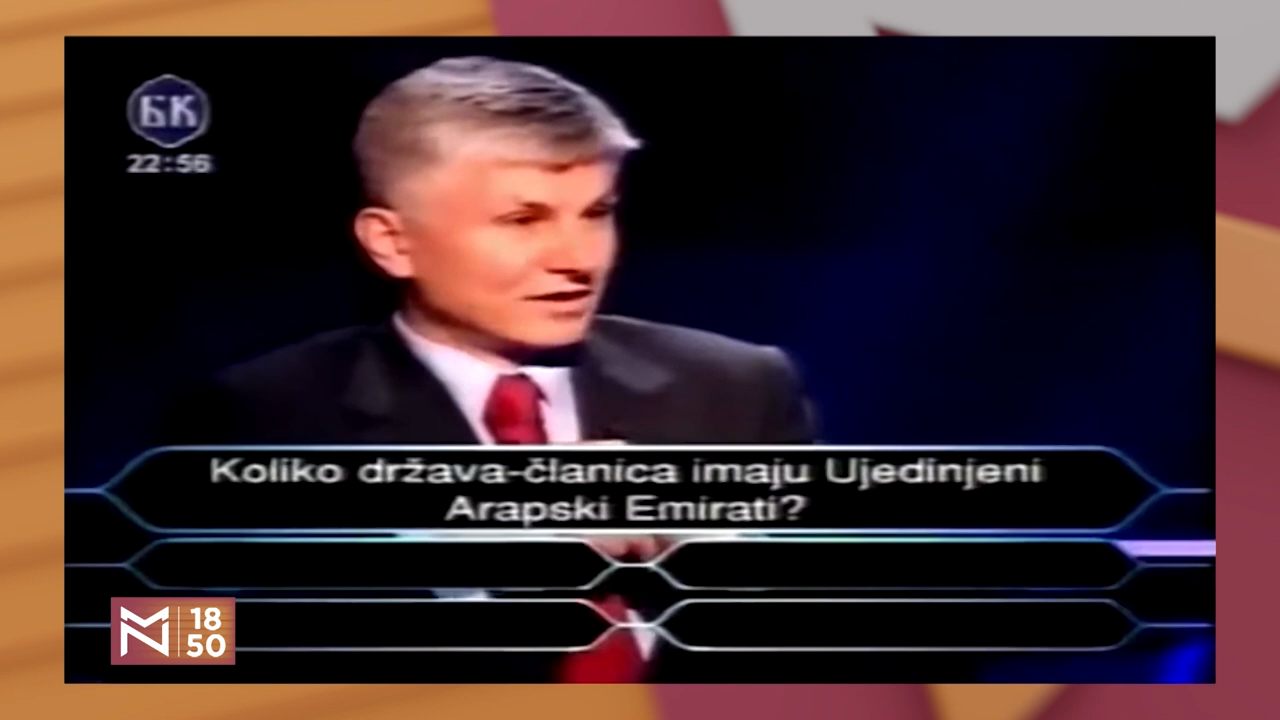 БК
22:56
Koliko država-članica imaju Ujedinjeni
Arapski Emirati?
M 18
50